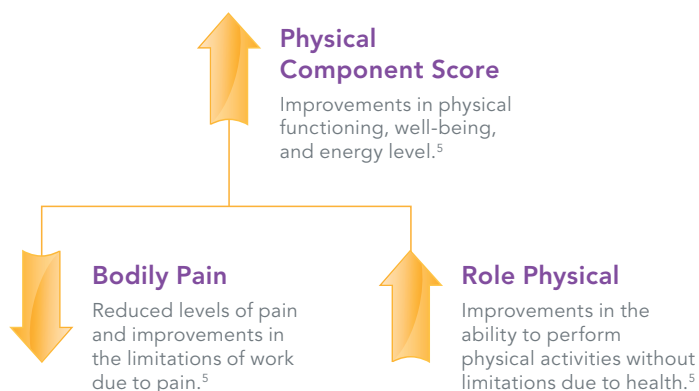 Physical
Component Score
Improvements in physical
functioning, well-being,
and energy level.5
Bodily Pain
Reduced levels of pain
and improvements in
the limitations of work
due to pain.5
Role Physical
Improvements in the
ability to perform
physical activities without
limitations due to health.5